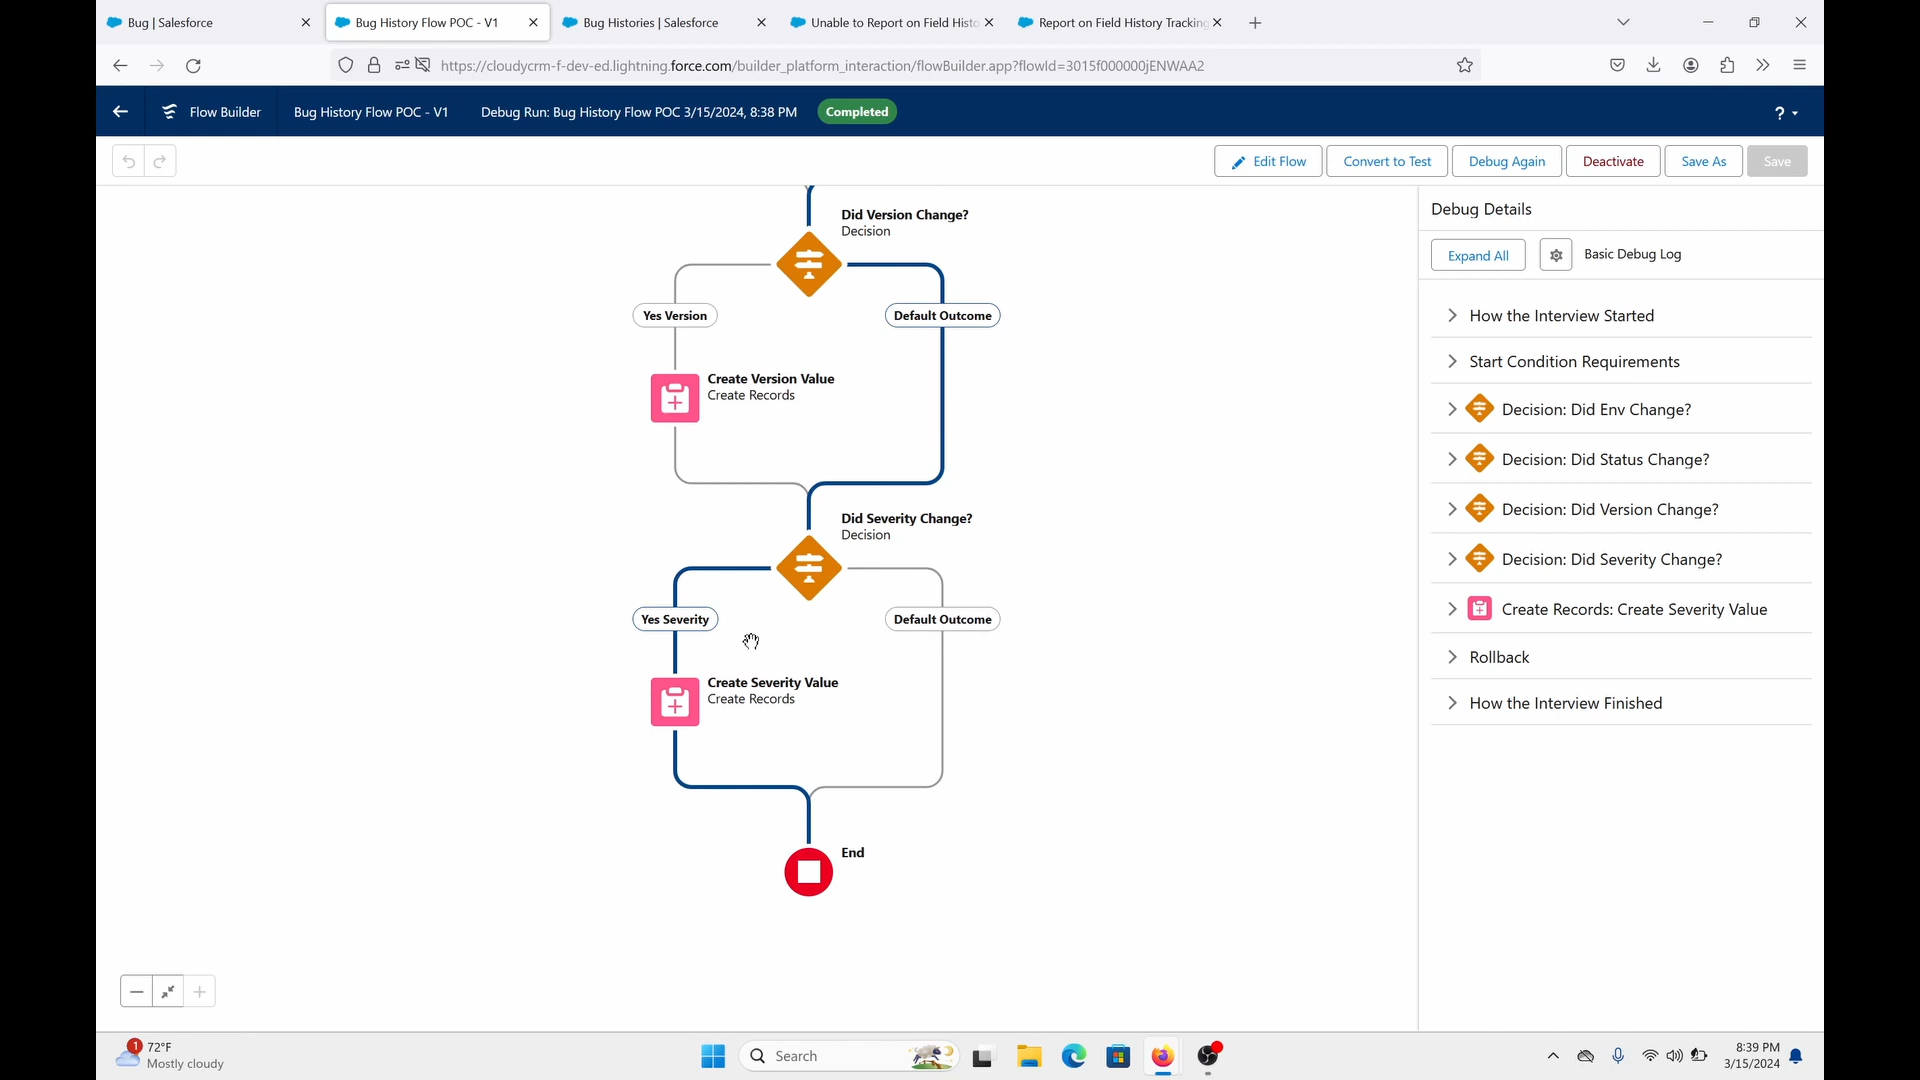 Bug | Salesforce
Bug History Flow POC - V1
Bug Histories | Salesforce
Unable to Report on Field Histo
Report on Field History Tracking
https://cloudycrm-f-dev-ed.lightning.force.com/builder_platform_interaction/flowBuilder.app?flowId=3015f000000jENWAA2
Flow Builder
Bug History Flow POC - V1
Debug Run: Bug History Flow POC 3/15/2024, 8:38 PM
Completed
?
Edit Flow
Convert to Test
Debug Again
Deactivate
Save As
Save
Did Version Change?
Decision
Yes Version
Default Outcome
Create Version Value
Create Records
Did Severity Change?
Decision
Yes Severity
Default Outcome
Create Severity Value
Create Records
End
Debug Details
Expand All
Basic Debug Log
How the Interview Started
Start Condition Requirements
Decision: Did Env Change?
Decision: Did Status Change?
Decision: Did Version Change?
Decision: Did Severity Change?
Create Records: Create Severity Value
Rollback
How the Interview Finished
1
72°F
Mostly cloudy
Search
8:39 PM
3/15/2024